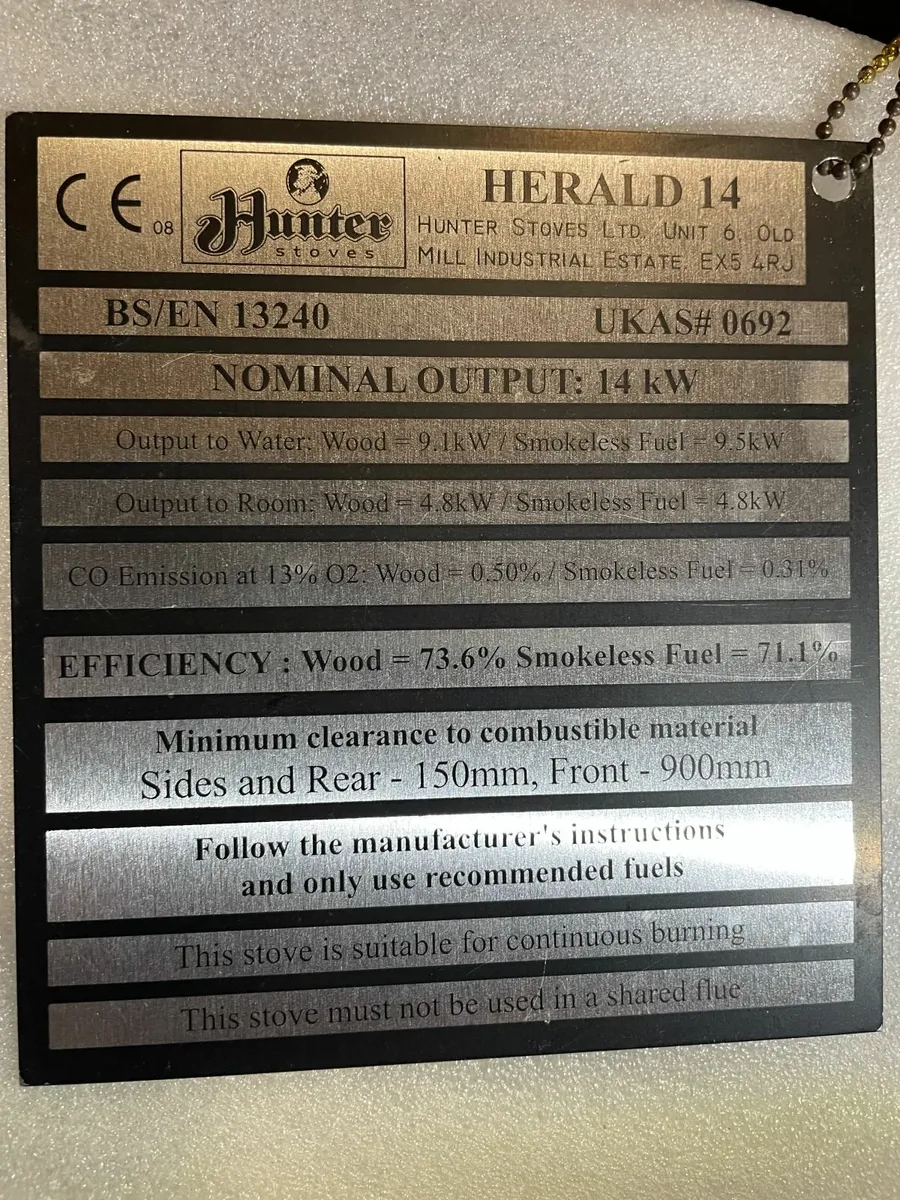 CE 08
Hunter
stoves
HERALD 14
HUNTER STOVES LTD, UNIT 6, OLD
MILL INDUSTRIAL ESTATE, EX5 4RJ
BS/EN 13240 UKAS# 0692
NOMINAL OUTPUT: 14 kW
Output to Water: Wood = 9.1kW / Smokeless Fuel = 9.5kW
Output to Room: Wood = 4.8kW / Smokeless Fuel = 4.8kW
CO Emission at 13% O2: Wood = 0.50% / Smokeless Fuel = 0.31%
EFFICIENCY : Wood = 73.6% Smokeless Fuel = 71.1%
Minimum clearance to combustible material
Sides and Rear - 150mm, Front - 900mm
Follow the manufacturer's instructions
and only use recommended fuels
This stove is suitable for continuous burning
This stove must not be used in a shared flue